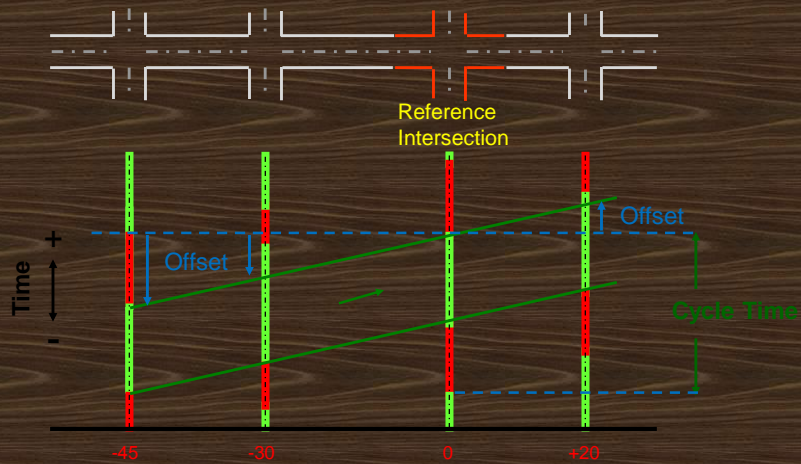 Reference
Intersection
Offset
+
Offset
Time
Cycle Time
-
-45
-30
0
+20